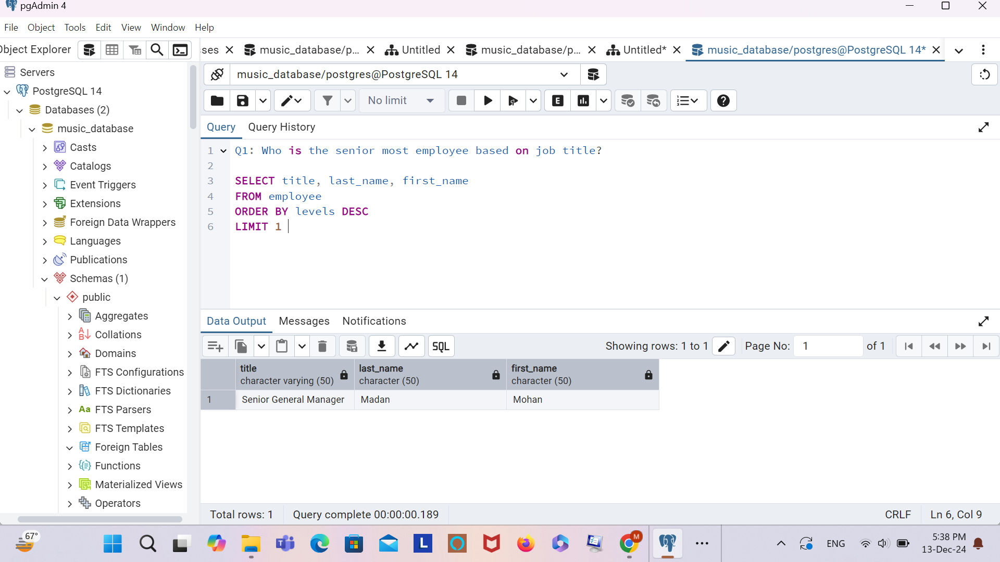 pgAdmin 4
File Object Tools Edit View Window Help
Object Explorer
ses
music_database/p...
Untitled
music_database/p...
Untitled*
music_database/postgres@PostgreSQL 14*
Servers
PostgreSQL 14
Databases (2)
music_database
Casts
Catalogs
Event Triggers
Extensions
Foreign Data Wrappers
Languages
Publications
Schemas (1)
public
Aggregates
Collations
Domains
FTS Configurations
FTS Dictionaries
Aa FTS Parsers
FTS Templates
Foreign Tables
Functions
Materialized Views
Operators
music_database/postgres@PostgreSQL 14
No limit
E
Query Query History
1 Q1: Who is the senior most employee based on job title?
2
3 SELECT title, last_name, first_name
4 FROM employee
5 ORDER BY levels DESC
6 LIMIT 1
Data Output Messages Notifications
SQL
Showing rows: 1 to 1
Page No: 1 of 1
title last_name first_name
character varying (50) character (50) character (50)
1 Senior General Manager Madan Mohan
Total rows: 1 Query complete 00:00:00.189 CRLF Ln 6, Col 9
67°
L
M
ENG
5:38 PM
13-Dec-24